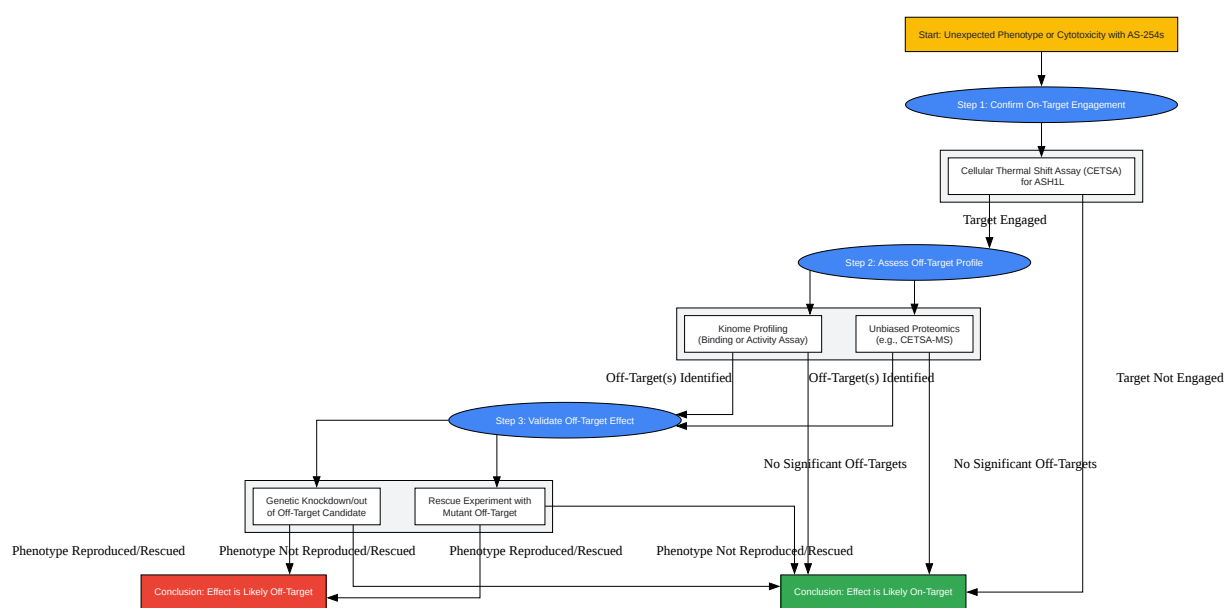 Start: Unexpected Phenotype or Cytotoxicity with AS-254s
Step 1: Confirm On-Target Engagement
Cellular Thermal Shift Assay (CETSA)
for ASH1L
Target Engaged
Step 2: Assess Off-Target Profile
Kinome Profiling
(Binding or Activity Assay)
Unbiased Proteomics
(e.g., CETSA-MS)
Off-Target(s) Identified
Off-Target(s) Identified
Target Not Engaged
Step 3: Validate Off-Target Effect
No Significant Off-Targets
No Significant Off-Targets
Genetic Knockdown/out
of Off-Target Candidate
Rescue Experiment with
Mutant Off-Target
Phenotype Reproduced/Rescued
Phenotype Not Reproduced/Rescued
Phenotype Reproduced/Rescued
Phenotype Not Reproduced/Rescued
Conclusion: Effect is Likely Off-Target
Conclusion: Effect is Likely On-Target